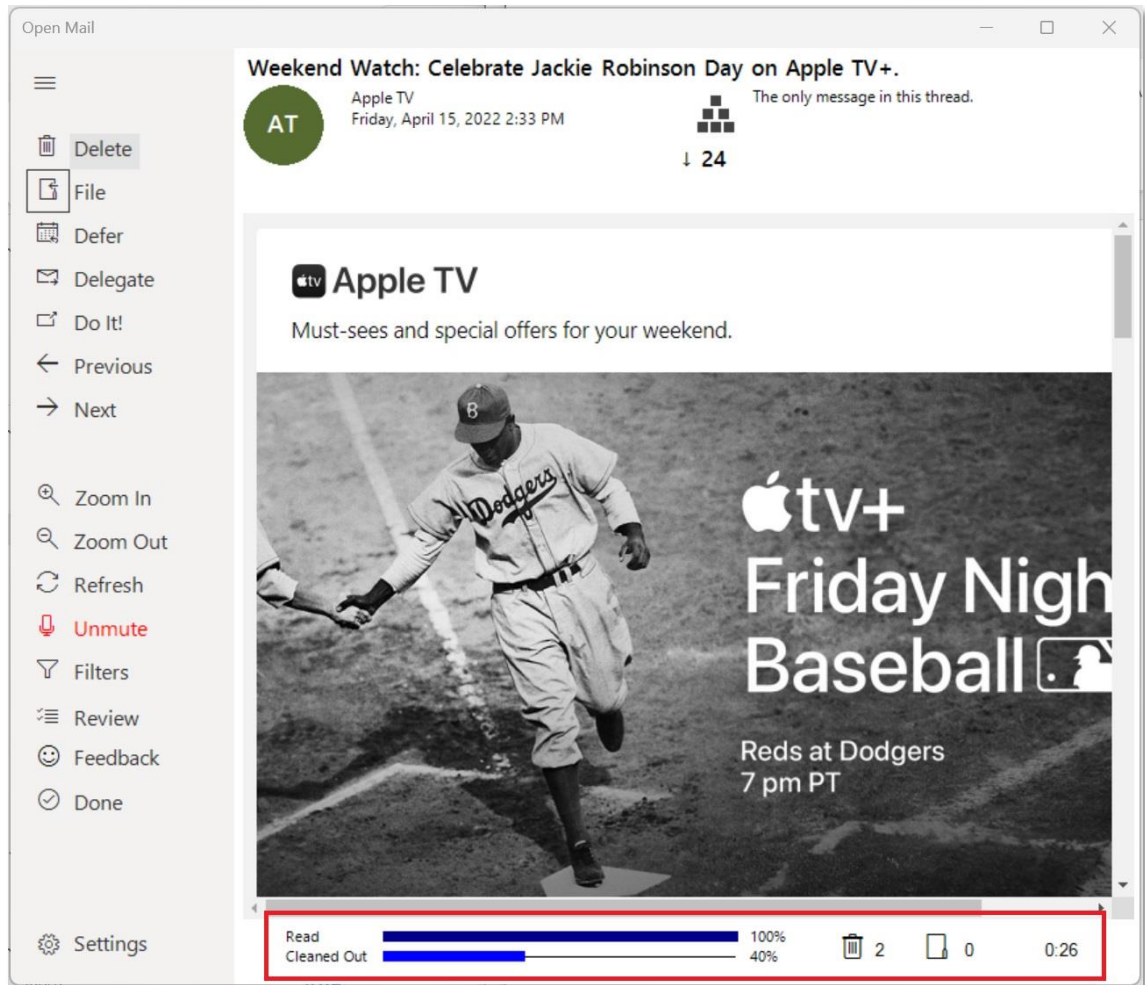 Open Mail
Weekend Watch: Celebrate Jackie Robinson Day on Apple TV+.
AT
Apple TV
Friday, April 15, 2022 2:33 PM
The only message in this thread.
↓ 24
Delete
File
Defer
Delegate
Do It!
Previous
Next
Zoom In
Zoom Out
Refresh
Unmute
Filters
Review
Feedback
Done
Settings
tv Apple TV
Must-sees and special offers for your weekend.
B
Dodgers
tv+
Friday Nigh
Baseball
Reds at Dodgers
7 pm PT
Read 100%
Cleaned Out 40%
2
0
0:26